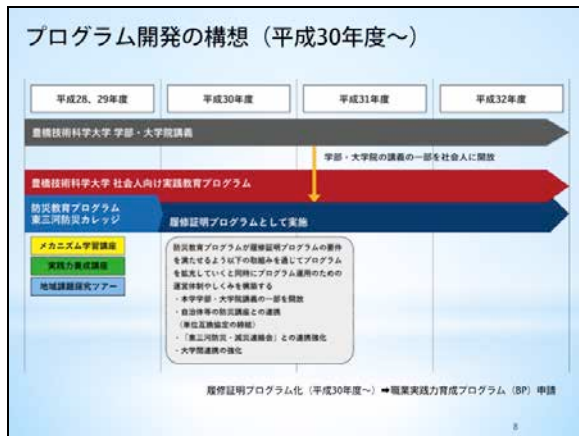 プログラム開発の構想（平成30年度〜）
平成28、29年度
平成30年度
平成31年度
平成32年度
豊橋技術科学大学 学部・大学院講義
学部・大学院の講義の一部を社会人に開放
豊橋技術科学大学 社会人向け実践教育プログラム
防災教育プログラム
東三河防災カレッジ
履修証明プログラムとして実施
メカニズム学習講座
実践力養成講座
地域課題探究ツアー
防災教育プログラムが履修証明プログラムの要件
を満たせるよう以下の取組みを通じてプログラム
を拡充していくと同時にプログラム運用のための
運営体制やしくみを構築する
・本学学部・大学院講義の一部を開放
・自治体等の防災講座との連携
（単位互換協定の締結）
・「東三河防災・減災連絡会」との連携強化
・大学間連携の強化
履修証明プログラム化（平成30年度〜）➡職業実践力育成プログラム（BP）申請
8